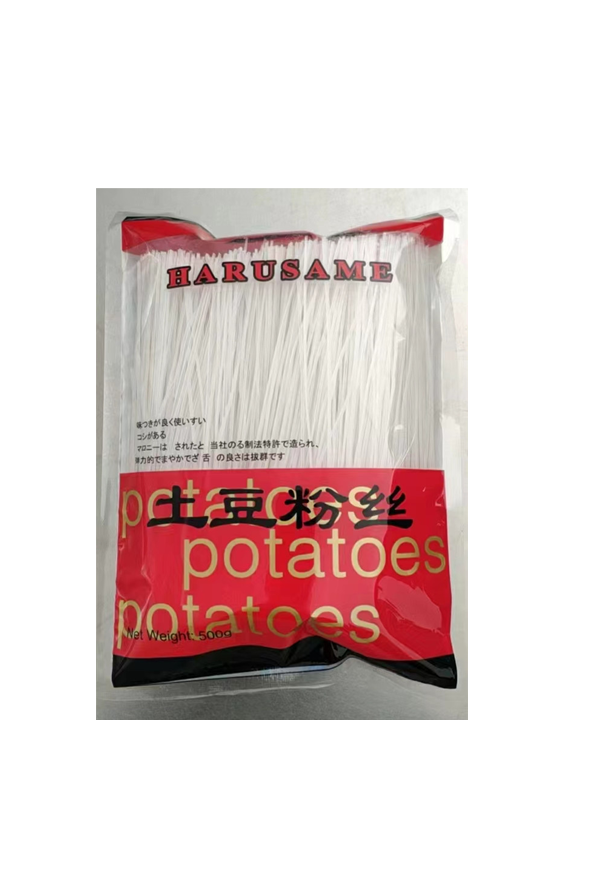 HARUSAME
味つきが良く使いすい
コシがある
マロニーは されたと 当社のる制法特許で造られ、
弾力的でまやかでざ 舌 の良さは抜群です
potatoes
土豆粉丝
potatoes
potatoes
Net Weight: 500g